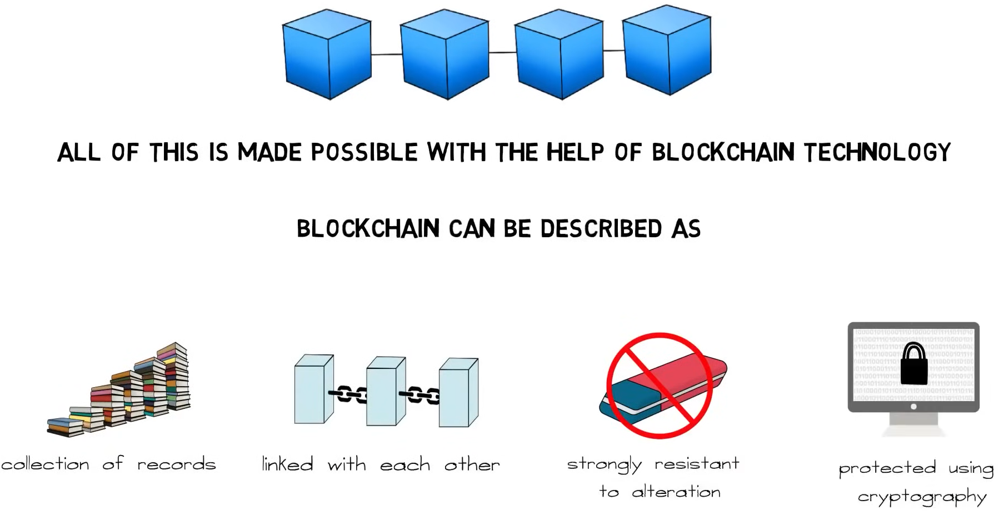 ALL OF THIS IS MADE POSSIBLE WITH THE HELP OF BLOCKCHAIN TECHNOLOGY
BLOCKCHAIN CAN BE DESCRIBED AS
collection of records
linked with each other
strongly resistant
to alteration
protected using
cryptography